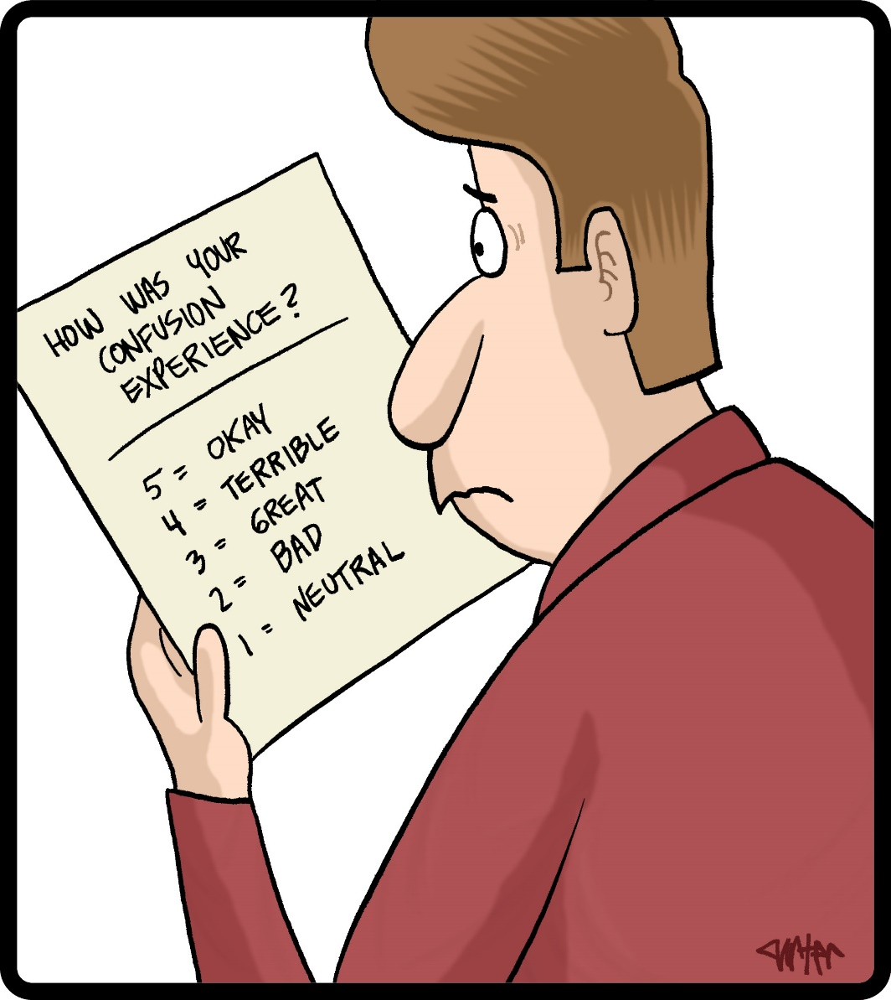 HOW WAS YOUR
CONFUSION
EXPERIENCE?
5 = OKAY
4 = TERRIBLE
3 = GREAT
2 = BAD
1 = NEUTRAL